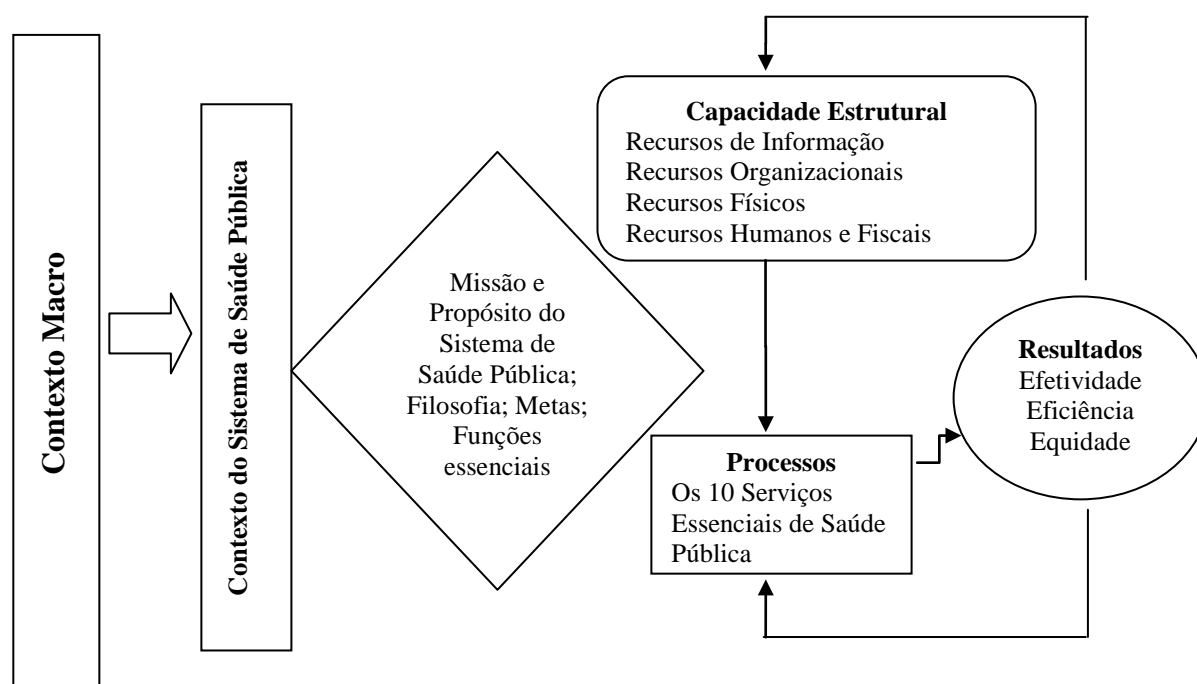 Contexto Macro
Contexto do Sistema de Saúde Pública
Missão e
Propósito do
Sistema de
Saúde Pública;
Filosofia; Metas;
Funções
essenciais
Capacidade Estrutural
Recursos de Informação
Recursos Organizacionais
Recursos Físicos
Recursos Humanos e Fiscais
Processos
Os 10 Serviços
Essenciais de Saúde
Pública
Resultados
Efetividade
Eficiência
Equidade